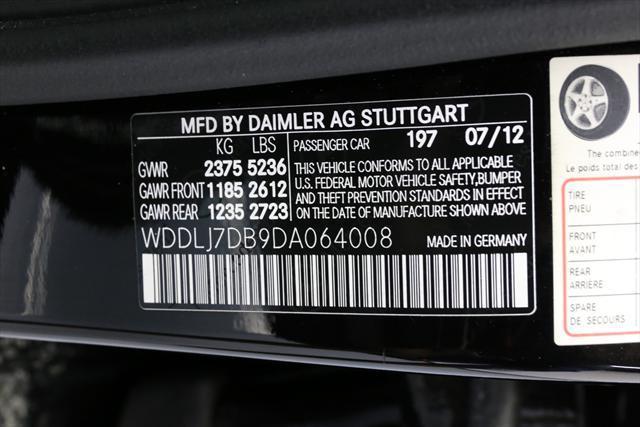 MFD BY DAIMLER AG STUTTGART
KG LBS
PASSENGER CAR 197 07/12
GVWR 2375 5236
GAWR FRONT 1185 2612
GAWR REAR 1235 2723
THIS VEHICLE CONFORMS TO ALL APPLICABLE
U.S. FEDERAL MOTOR VEHICLE SAFETY,BUMPER
AND THEFT PREVENTION STANDARDS IN EFFECT
ON THE DATE OF MANUFACTURE SHOWN ABOVE
WDDLJ7DB9DA064008
MADE IN GERMANY
The combine
Le poids total des
TIRE
PNEU
FRONT
AVANT
REAR
ARRIÈRE
SPARE
DE SECOURS